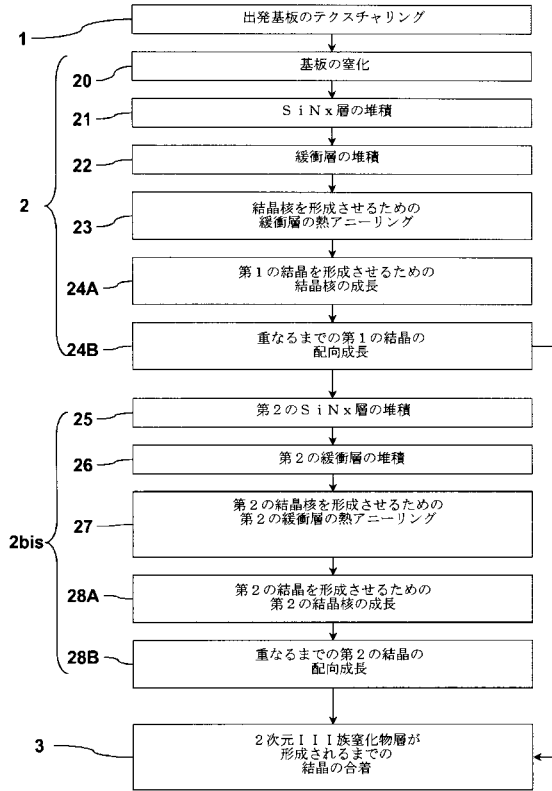 出発基板のテクスチャリング
1
基板の窒化
20
SiNx層の堆積
21
緩衝層の堆積
22
結晶核を形成させるための
緩衝層の熱アニーリング
23
2
第1の結晶を形成させるための
結晶核の成長
24A
重なるまでの第1の結晶の
配向成長
24B
第2のSiNx層の堆積
25
第2の緩衝層の堆積
26
第2の結晶核を形成させるための
第2の緩衝層の熱アニーリング
27
2bis
第2の結晶を形成させるための
第2の結晶核の成長
28A
重なるまでの第2の結晶の
配向成長
28B
2次元III族窒化物層が
形成されるまでの
結晶の合着
3